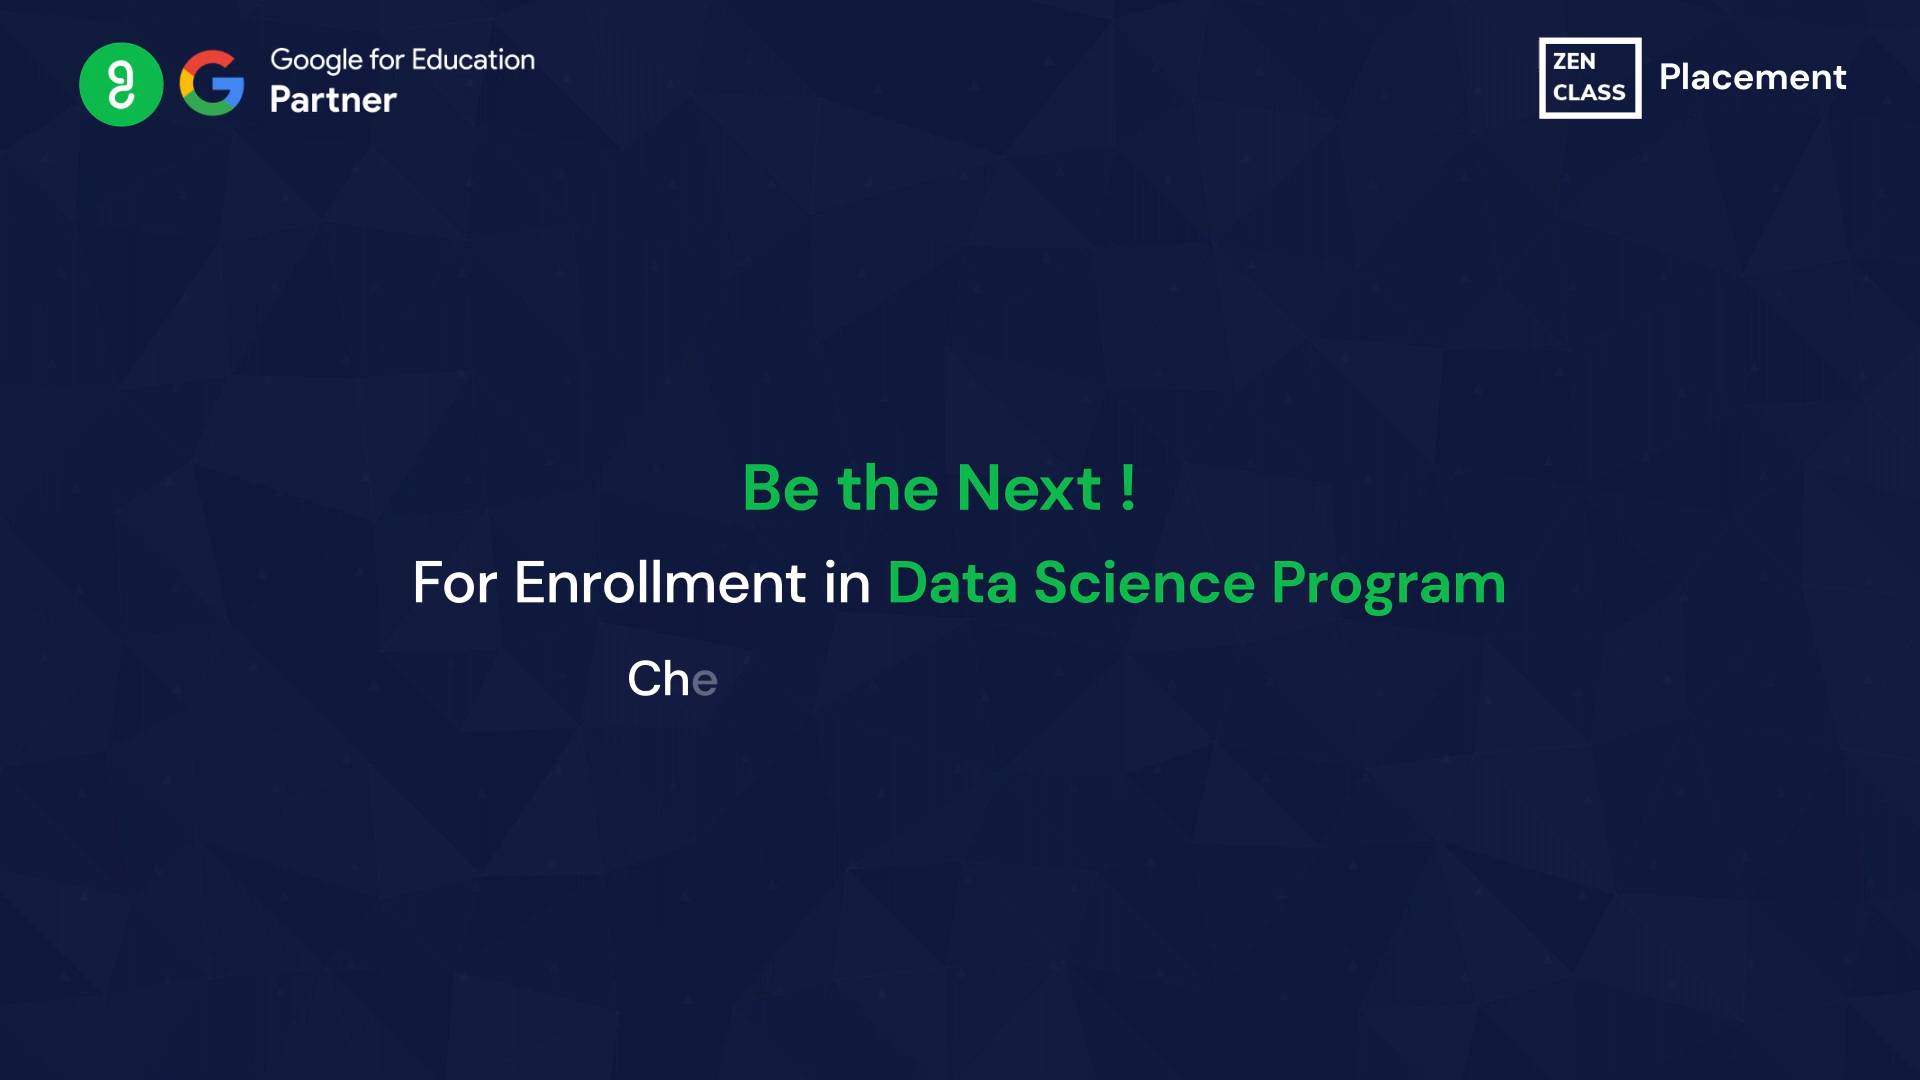 Google for Education
Partner
ZEN
CLASS
Placement
Be the Next !
For Enrollment in Data Science Program
Che